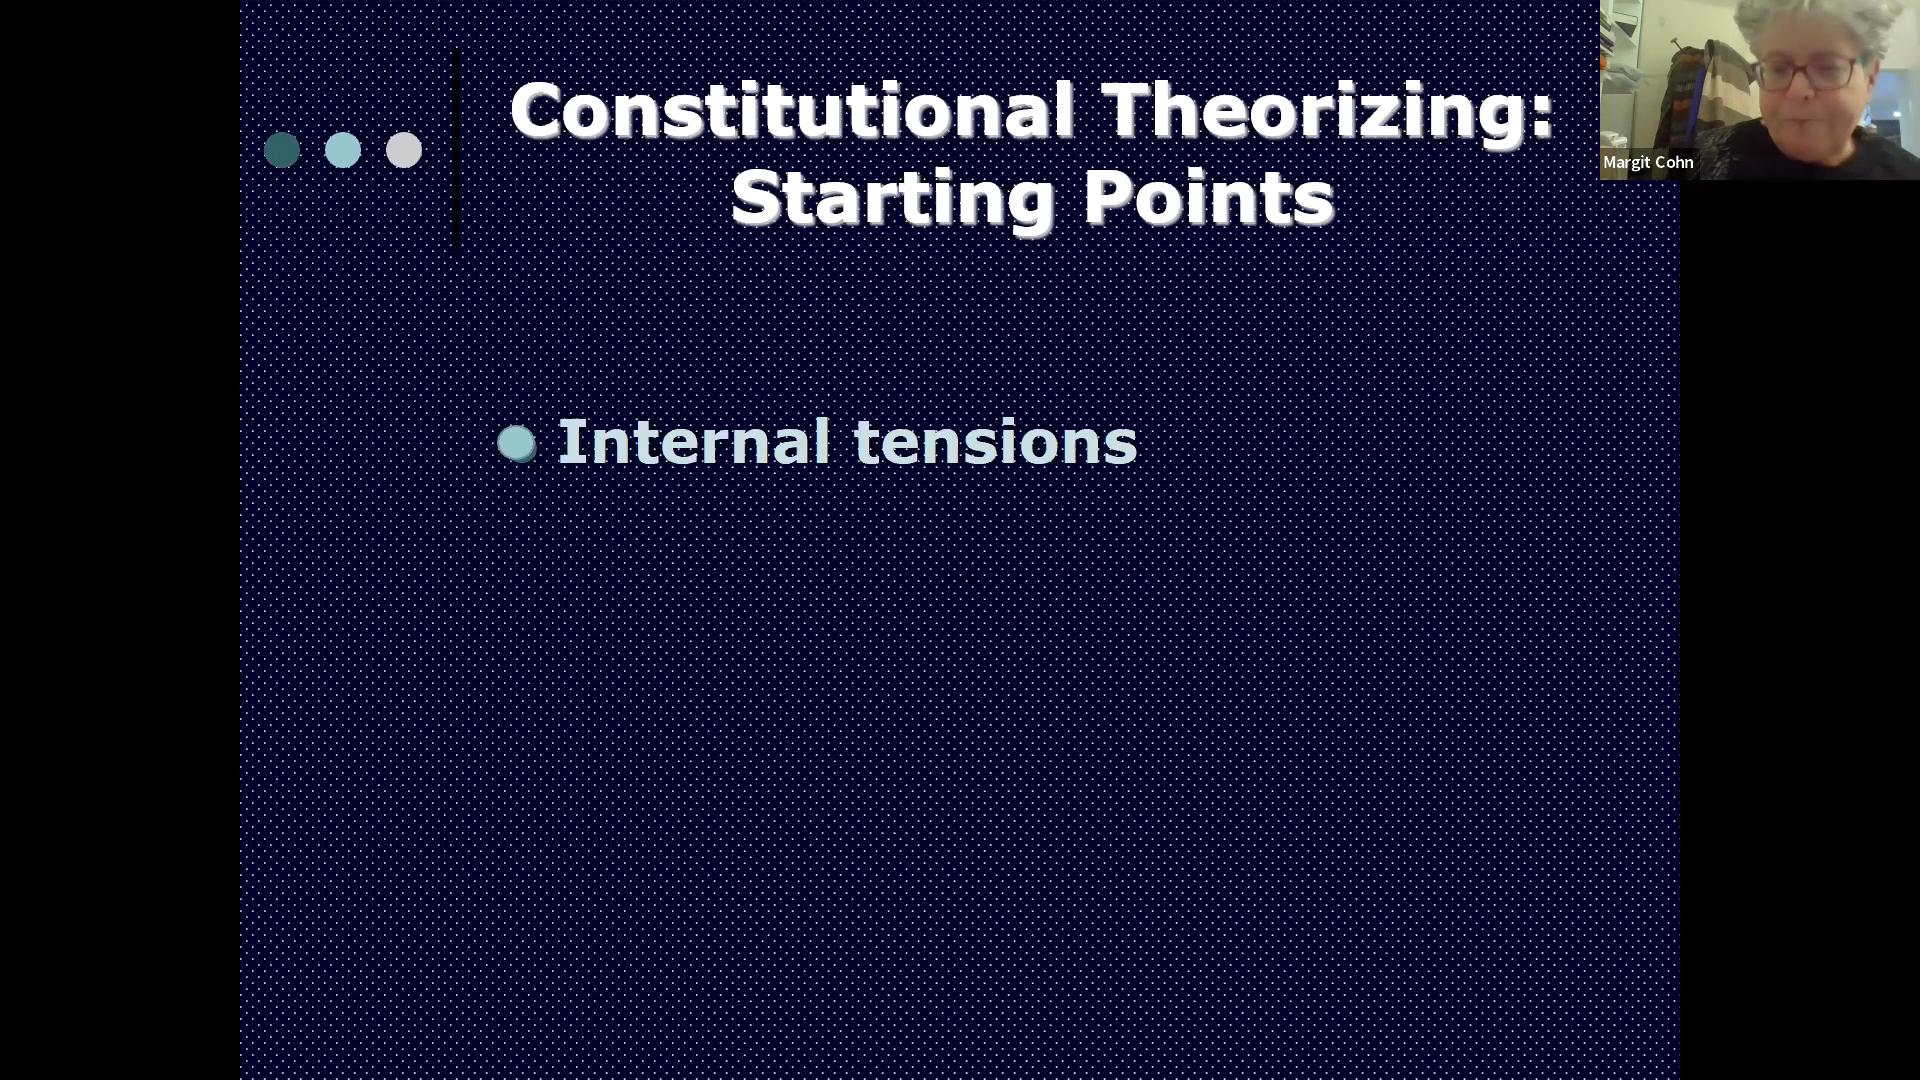 Constitutional Theorizing:
Starting Points
Margit Cohn
Internal tensions